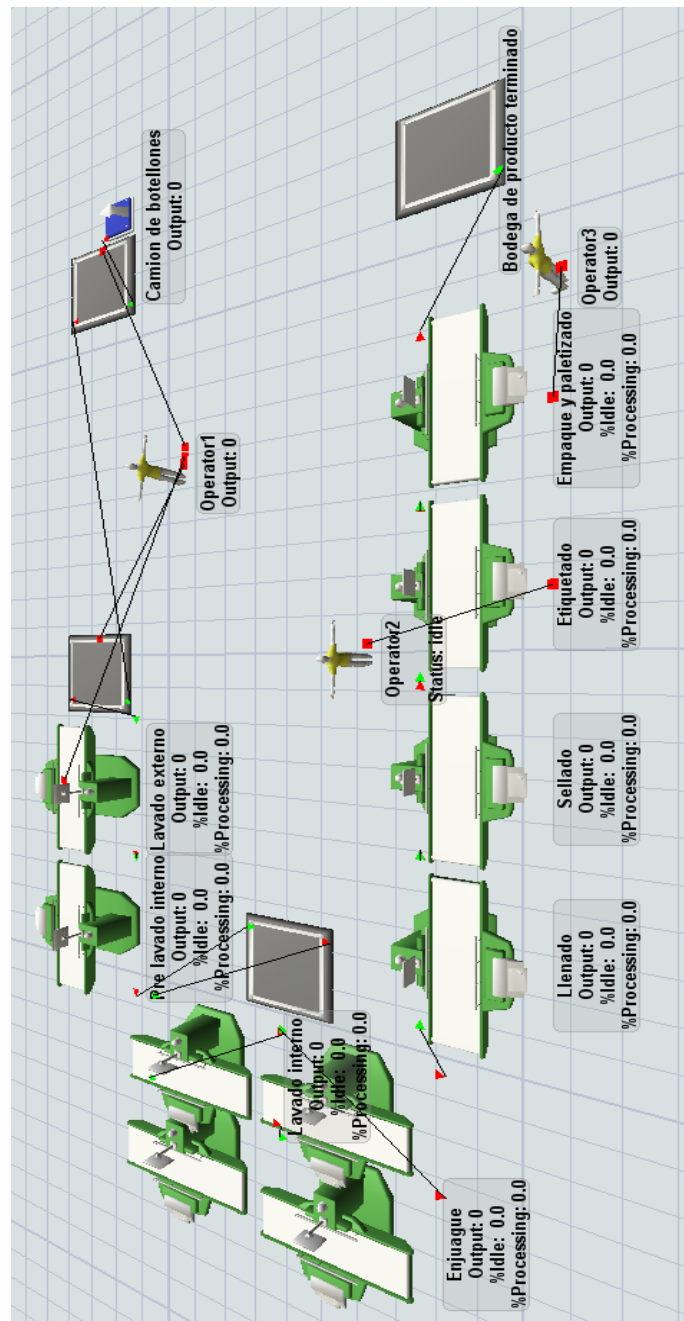 Camion de botellones
Output: 0
Operator1
Output: 0
Lavado externo
Output: 0
%Idle: 0.0
%Processing: 0.0
Pre lavado interno
Output: 0
%Idle: 0.0
%Processing: 0.0
Lavado interno
Output: 0
%Idle: 0.0
%Processing: 0.0
Enjuague
Output: 0
%Idle: 0.0
%Processing: 0.0
Llenado
Output: 0
%Idle: 0.0
%Processing: 0.0
Sellado
Output: 0
%Idle: 0.0
%Processing: 0.0
Operator2
Status: Idle
Etiquetado
Output: 0
%Idle: 0.0
%Processing: 0.0
Empaque y paletizado
Output: 0
%Idle: 0.0
%Processing: 0.0
Operator3
Output: 0
Bodega de producto terminado